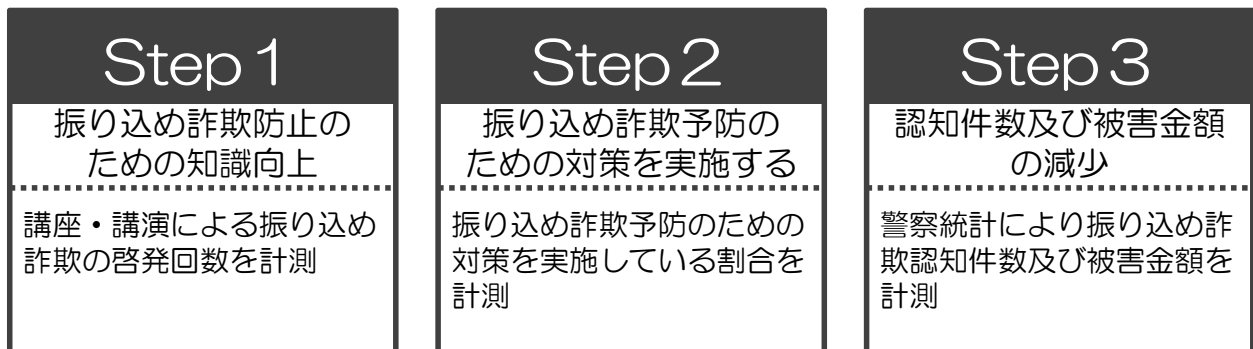 Step1
振り込め詐欺防止の
ための知識向上
講座・講演による振り込め
詐欺の啓発回数を計測
Step2
振り込め詐欺予防の
ための対策を実施する
振り込め詐欺予防のための
対策を実施している割合を
計測
Step3
認知件数及び被害金額
の減少
警察統計により振り込め詐
欺認知件数及び被害金額を
計測